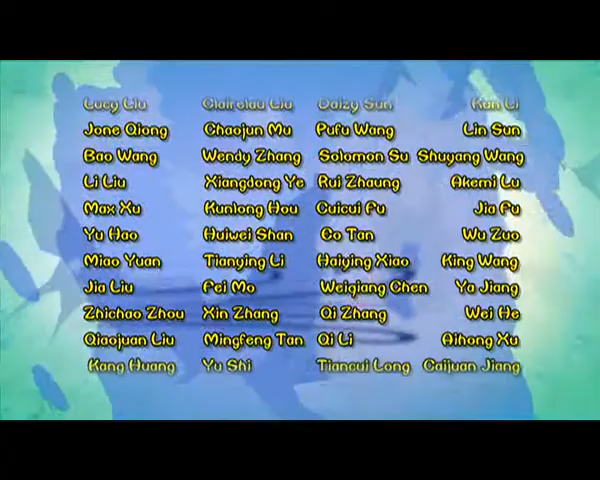 Lucy Liu Clairelau Liu Daizy Sun Kun Li
Jone Qiong Chaojun Mu Pufu Wang Lin Sun
Bao Wang Wendy Zhang Solomon Su Shuyang Wang
Li Liu Xiangdong Ye Rui Zhaung Akemi Lu
Max Xu Kunlong Hou Cuicui Fu Jia Fu
Yu Hao Huiwei Shan Bo Tan Wu Zuo
Miao Yuan Tianying Li Haiying Xiao King Wang
Jia Liu Fei Mo Weiqiang Chen Ya Jiang
Zhichao Zhou Xin Zhang Qi Zhang Wei He
Qiaojuan Liu Mingfeng Tan Qi Li Aihong Xu
Kang Huang Yu Shi Tiancui Long Caijuan Jiang